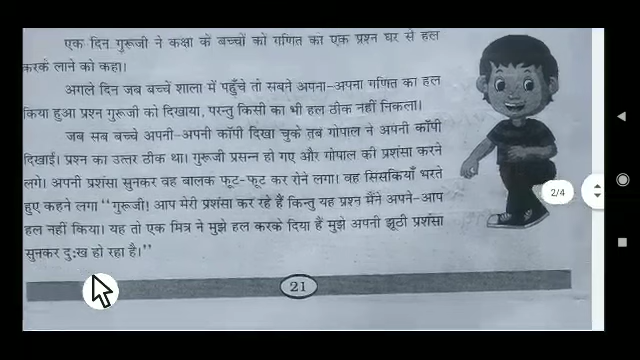 एक दिन गुरूजी ने कक्षा के बच्चों को गणित का एक प्रश्न घर से हल
करके लाने को कहा।
अगले दिन जब बच्चें शाला में पहुँचे तो सबने अपना-अपना गणित का हल
किया हुआ प्रश्न गुरूजी को दिखाया, परन्तु किसी का भी हल ठीक नहीं निकला।
जब सब बच्चे अपनी-अपनी कॉपी दिखा चुके तब गोपाल ने अपनी कॉपी
दिखाई। प्रश्न का उत्तर ठीक था। गुरूजी प्रसन्न हो गए और गोपाल की प्रशंसा करने
लगे। अपनी प्रशंसा सुनकर वह बालक फूट-फूट कर रोने लगा। वह सिसकियाँ भरते
हुए कहने लगा "गुरूजी! आप मेरी प्रशंसा कर रहे हैं किन्तु यह प्रश्न मैंने अपने-आप
हल नहीं किया। यह तो एक मित्र ने मुझे हल करके दिया हैं मुझे अपनी झूठी प्रशंसा
सुनकर दुःख हो रहा है।"
2/4
21